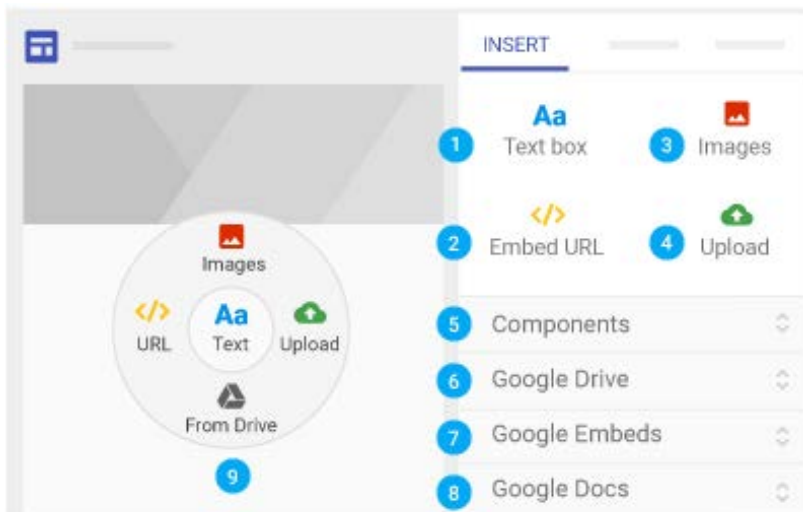 INSERT
1 Aa Text box
3 Images
2 </> Embed URL
4 Upload
Images
</> URL
Aa Text
Upload
From Drive
9
5 Components
6 Google Drive
7 Google Embeds
8 Google Docs